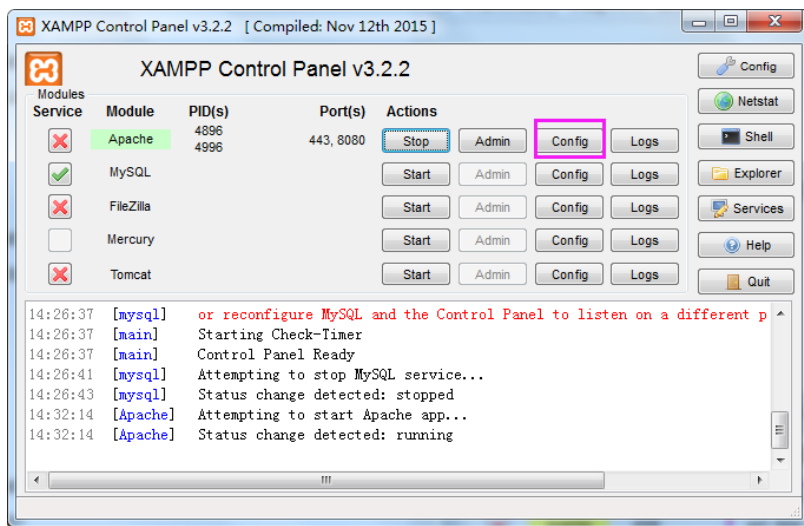 XAMPP Control Panel v3.2.2 [ Compiled: Nov 12th 2015 ]
XAMPP Control Panel v3.2.2
Config
Modules
Service Module PID(s) Port(s) Actions
Netstat
Apache 4896 4996 443, 8080 Stop Admin Config Logs
Shell
MySQL Start Admin Config Logs
Explorer
FileZilla Start Admin Config Logs
Services
Mercury Start Admin Config Logs
Help
Tomcat Start Admin Config Logs
Quit
14:26:37 [mysql] or reconfigure MySQL and the Control Panel to listen on a different p
14:26:37 [main] Starting Check-Timer
14:26:37 [main] Control Panel Ready
14:26:41 [mysql] Attempting to stop MySQL service...
14:26:43 [mysql] Status change detected: stopped
14:32:14 [Apache] Attempting to start Apache app...
14:32:14 [Apache] Status change detected: running